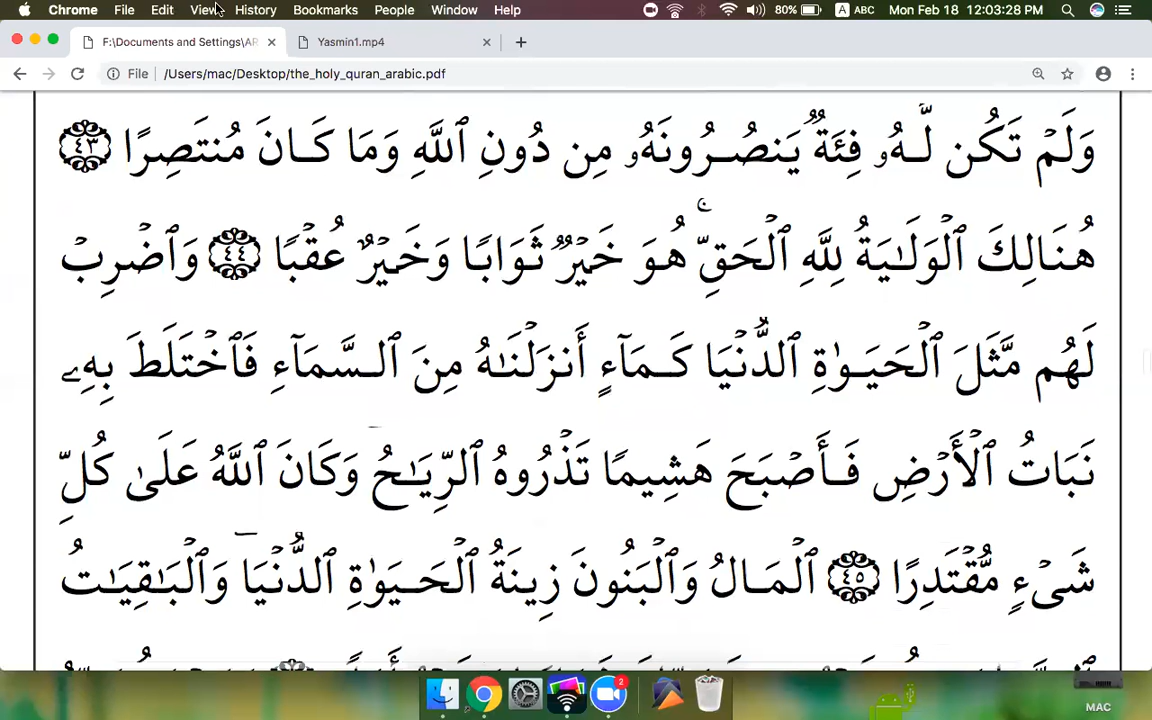 Chrome File Edit View History Bookmarks People Window Help 80% A ABC Mon Feb 18 12:03:28 PM
F:\Documents and Settings\AR Yasmin1.mp4
File /Users/mac/Desktop/the_holy_quran_arabic.pdf
وَلَمْ تَكُن لَّهُۥ فِئَةٌ يَنصُرُونَهُۥ مِن دُونِ ٱللَّهِ وَمَا كَانَ مُنتَصِرًا ٤٣
هُنَالِكَ ٱلْوَلَٰيَةُ لِلَّهِ ٱلْحَقِّ ۚ هُوَ خَيْرٌ ثَوَابًا وَخَيْرٌ عُقْبًا ٤٤ وَٱضْرِبْ
لَهُم مَّثَلَ ٱلْحَيَوٰةِ ٱلدُّنْيَا كَمَآءٍ أَنزَلْنَٰهُ مِنَ ٱلسَّمَآءِ فَٱخْتَلَطَ بِهِۦ
نَبَاتُ ٱلْأَرْضِ فَأَصْبَحَ هَشِيمًا تَذْرُوهُ ٱلرِّيَٰحُ ۗ وَكَانَ ٱللَّهُ عَلَىٰ كُلِّ
شَىْءٍ مُّقْتَدِرًا ٤٥ ٱلْمَالُ وَٱلْبَنُونَ زِينَةُ ٱلْحَيَوٰةِ ٱلدُّنْيَا ۖ وَٱلْبَٰقِيَٰتُ
2
MAC